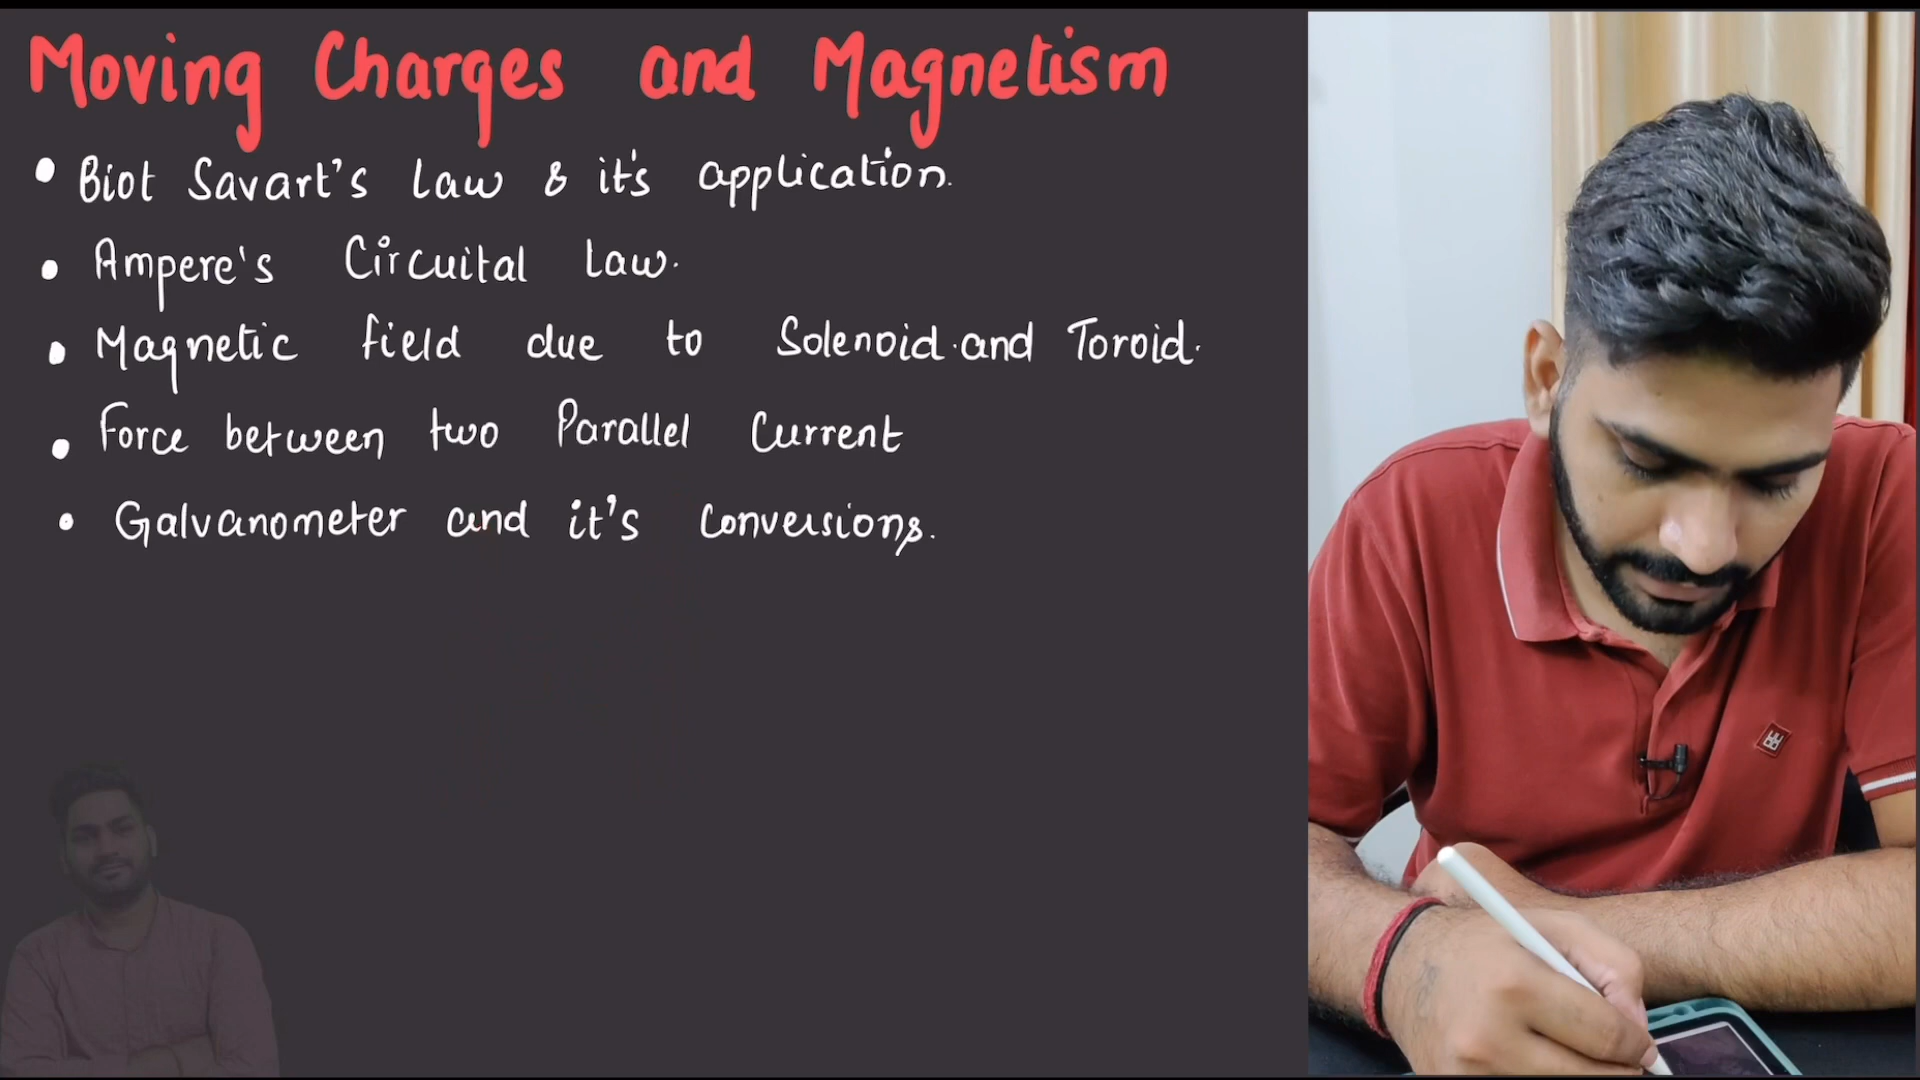 Moving Charges and Magnetism
• Biot Savart's Law & it's application.
• Ampere's Circuital Law.
• Magnetic field due to Solenoid.and Toroid.
• Force between two Parallel Current
• Galvanometer and it's conversions.